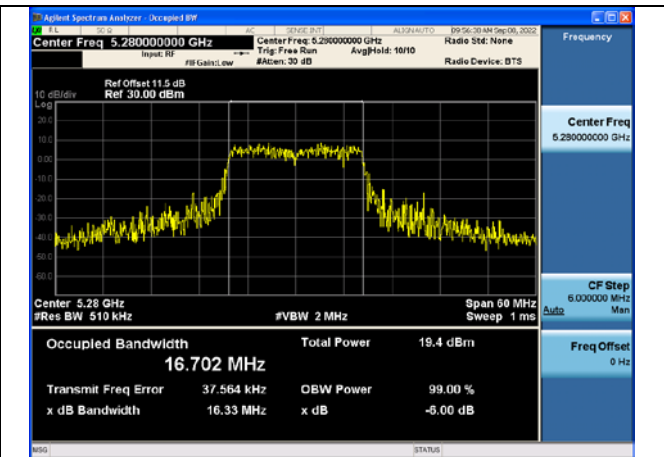 Agilent Spectrum Analyzer - Occupied BW
RL 50 Ω AC SENSE:INT ALIGNAUTO 09:56:30 AM Sep 08, 2022
Center Freq 5.280000000 GHz
Input: RF
#IFGain:Low
Center Freq: 5.280000000 GHz
Trig: Free Run Avg|Hold: 10/10
#Atten: 30 dB
Radio Std: None
Radio Device: BTS
Frequency
Ref Offset 11.5 dB
10 dB/div Ref 30.00 dBm
Log
20.0
10.0
0.00
-10.0
-20.0
-30.0
-40.0
-50.0
-60.0
Center Freq
5.280000000 GHz
Center 5.28 GHz Span 60 MHz
#Res BW 510 kHz #VBW 2 MHz Sweep 1 ms
CF Step
6.000000 MHz
Auto Man
Occupied Bandwidth Total Power 19.4 dBm
16.702 MHz
Transmit Freq Error 37.564 kHz OBW Power 99.00 %
x dB Bandwidth 16.33 MHz x dB -6.00 dB
Freq Offset
0 Hz
MSG STATUS